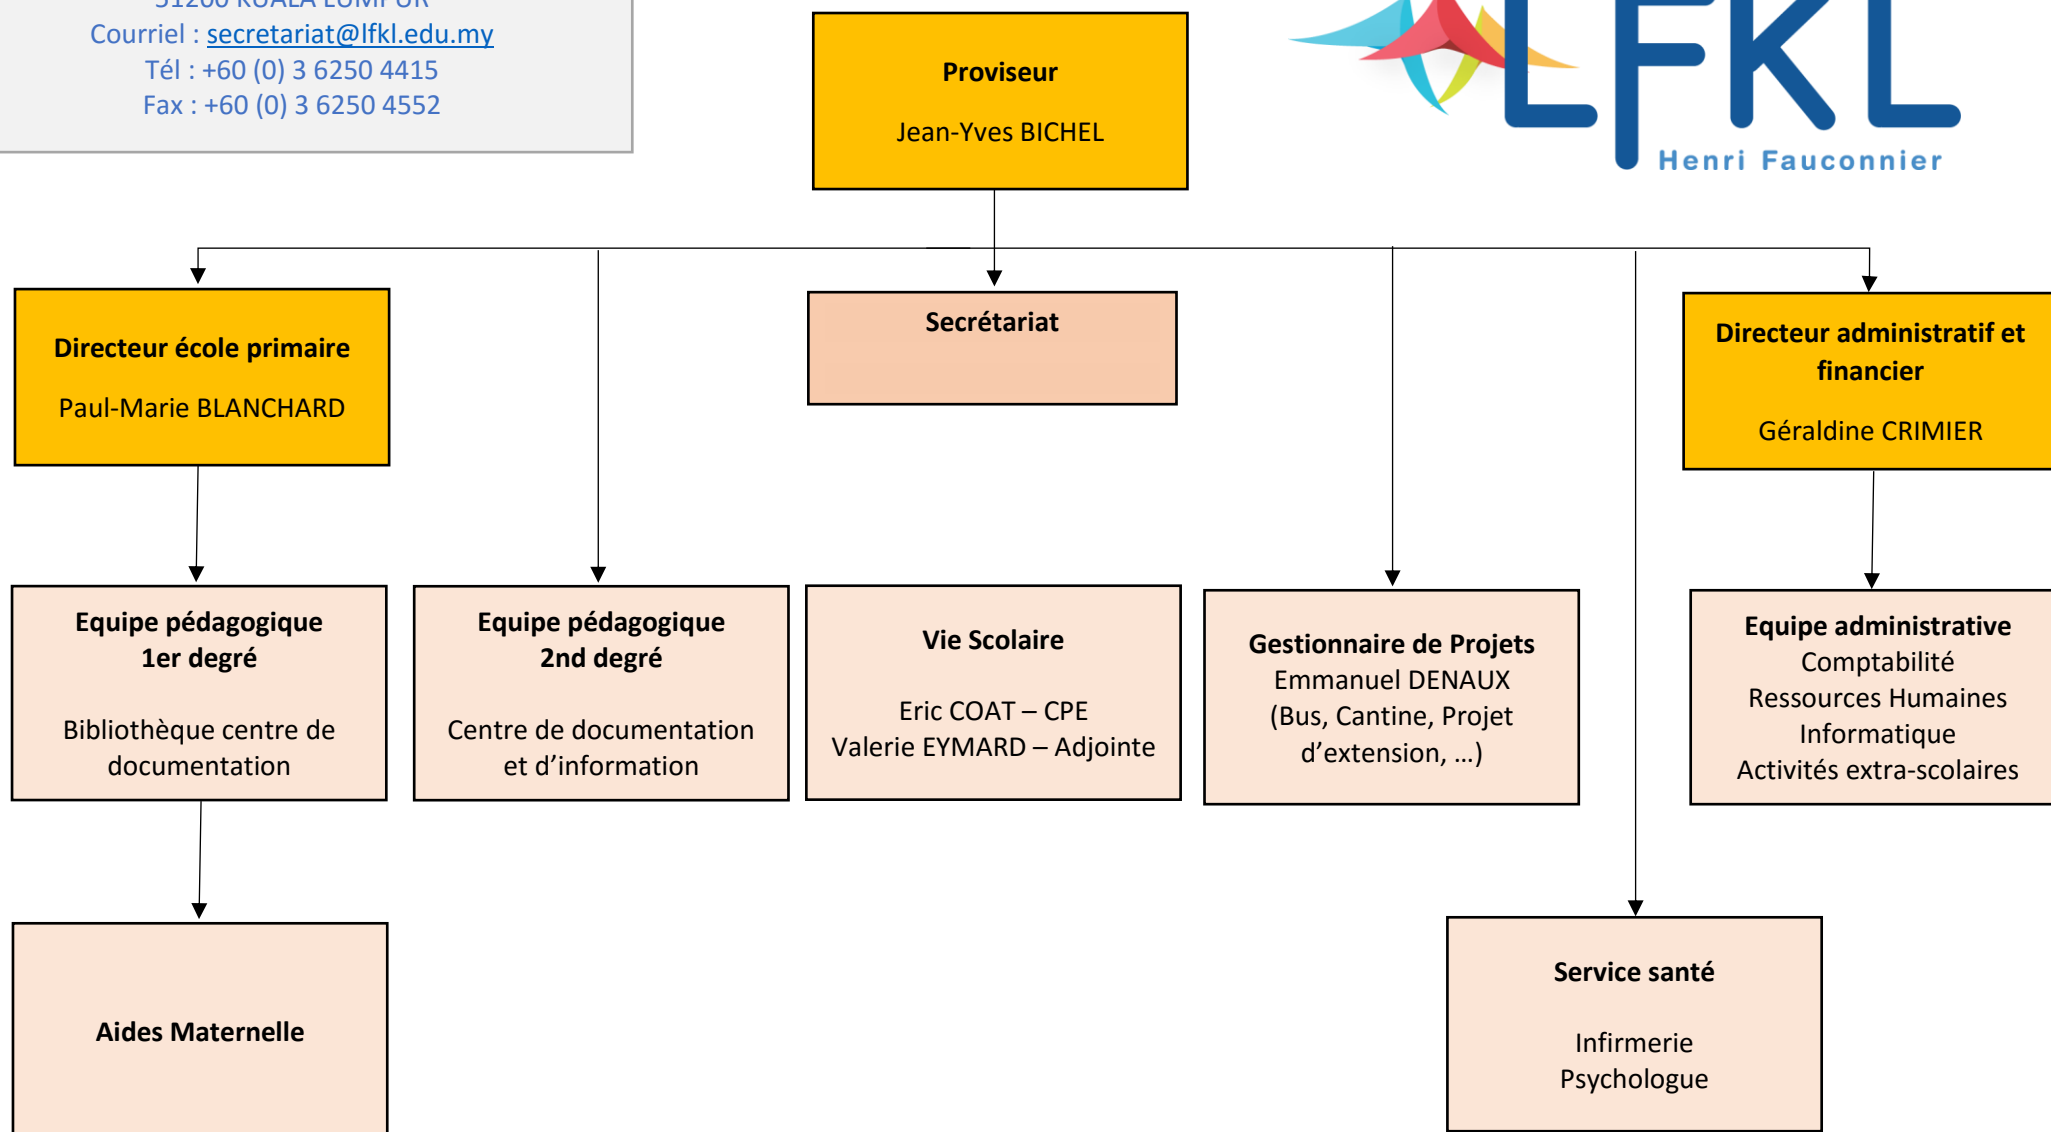 51200 KUALA LUMPUR
Courriel : secretariat@lfkl.edu.my
Tél : +60 (0) 3 6250 4415
Fax : +60 (0) 3 6250 4552
Proviseur
Jean-Yves BICHEL
LFKL
Henri Fauconnier
Directeur école primaire
Paul-Marie BLANCHARD
Secrétariat
Directeur administratif et
financier
Géraldine CRIMIER
Equipe pédagogique
1er degré
Bibliothèque centre de
documentation
Equipe pédagogique
2nd degré
Centre de documentation
et d’information
Vie Scolaire
Eric COAT – CPE
Valerie EYMARD – Adjointe
Gestionnaire de Projets
Emmanuel DENAUX
(Bus, Cantine, Projet
d’extension, …)
Equipe administrative
Comptabilité
Ressources Humaines
Informatique
Activités extra-scolaires
Aides Maternelle
Service santé
Infirmerie
Psychologue